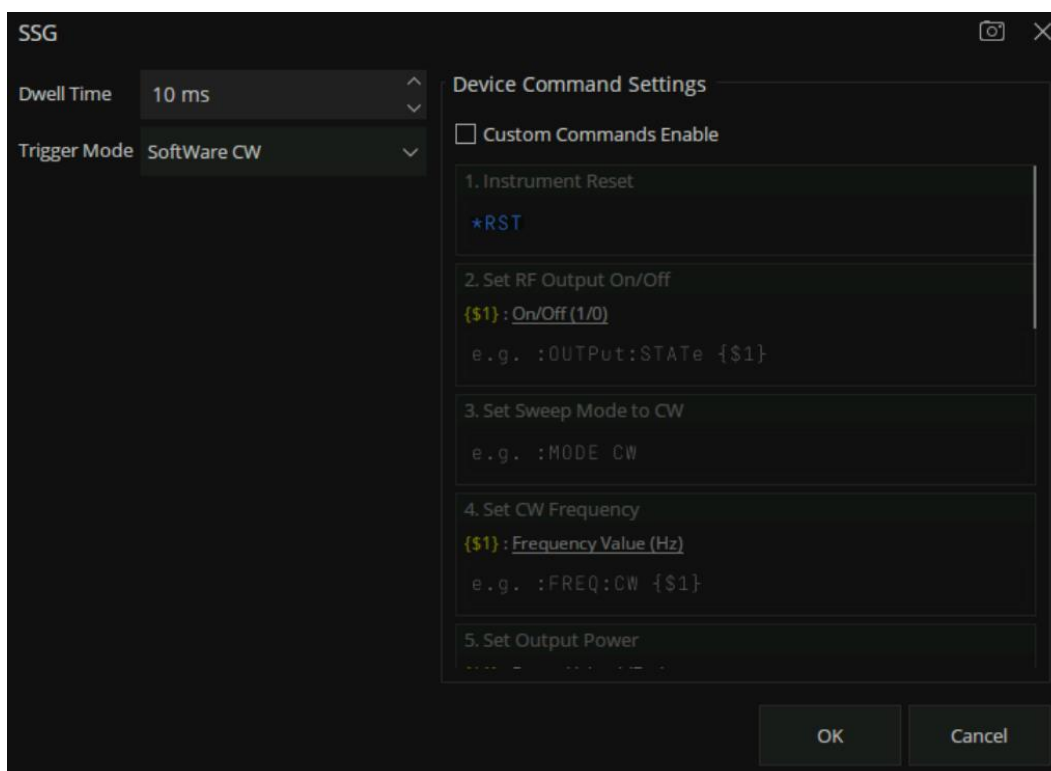 SSG
Dwell Time
10 ms
Trigger Mode
SoftWare CW
Device Command Settings
Custom Commands Enable
1. Instrument Reset
*RST
2. Set RF Output On/Off
{$1} : On/Off (1/0)
e.g. :OUTPut:STATe {$1}
3. Set Sweep Mode to CW
e.g. :MODE CW
4. Set CW Frequency
{$1} : Frequency Value (Hz)
e.g. :FREQ:CW {$1}
5. Set Output Power
OK
Cancel